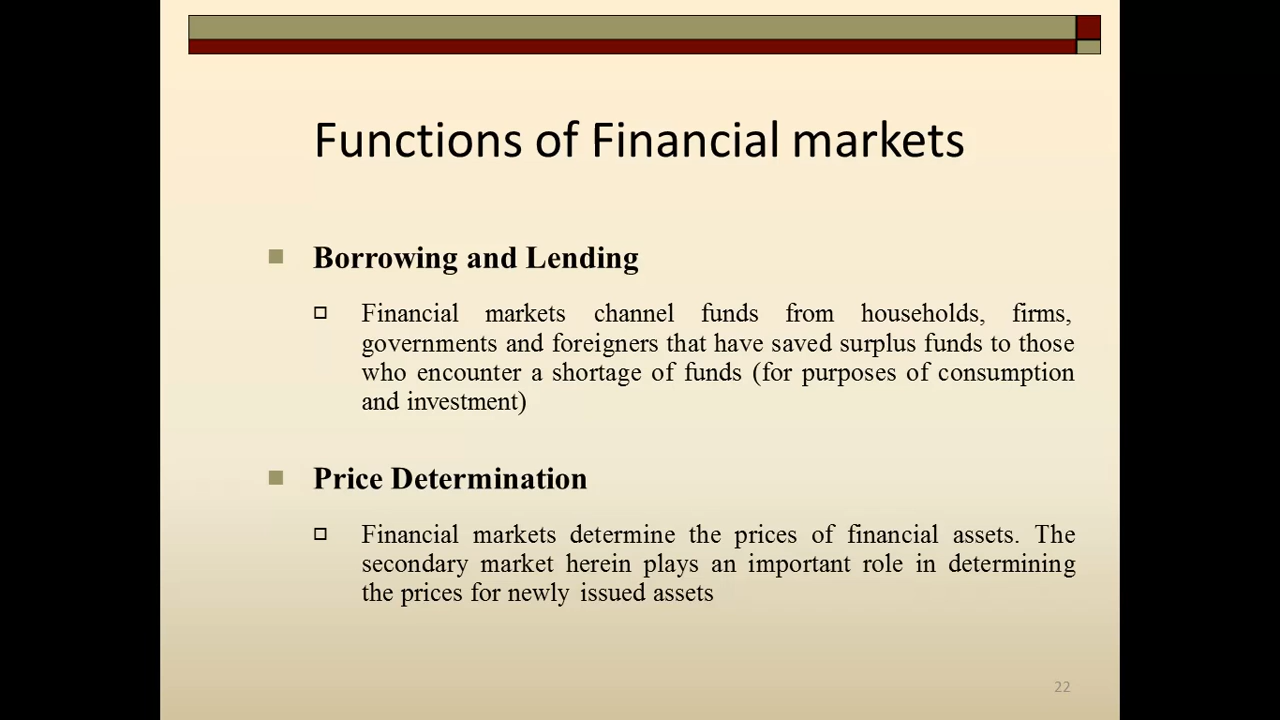 Functions of Financial markets
Borrowing and Lending
Financial markets channel funds from households, firms,
governments and foreigners that have saved surplus funds to those
who encounter a shortage of funds (for purposes of consumption
and investment)
Price Determination
Financial markets determine the prices of financial assets. The
secondary market herein plays an important role in determining
the prices for newly issued assets
22